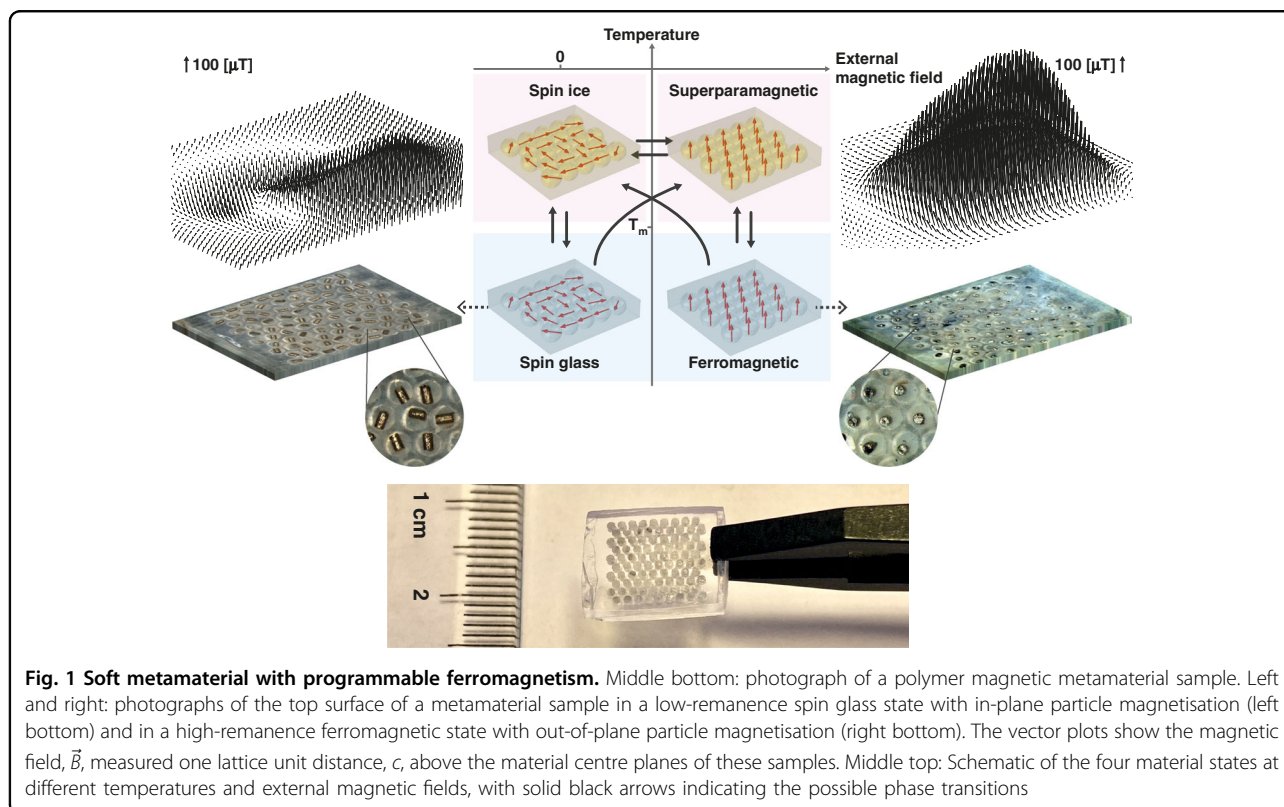 Temperature
↑ 100 [μT]
0
External
magnetic field
100 [μT] ↑
Spin ice
Superparamagnetic
Tm
Spin glass
Ferromagnetic
1 cm
2
Fig. 1 Soft metamaterial with programmable ferromagnetism. Middle bottom: photograph of a polymer magnetic metamaterial sample. Left
and right: photographs of the top surface of a metamaterial sample in a low-remanence spin glass state with in-plane particle magnetisation (left
bottom) and in a high-remanence ferromagnetic state with out-of-plane particle magnetisation (right bottom). The vector plots show the magnetic
field, B⃗, measured one lattice unit distance, c, above the material centre planes of these samples. Middle top: Schematic of the four material states at
different temperatures and external magnetic fields, with solid black arrows indicating the possible phase transitions